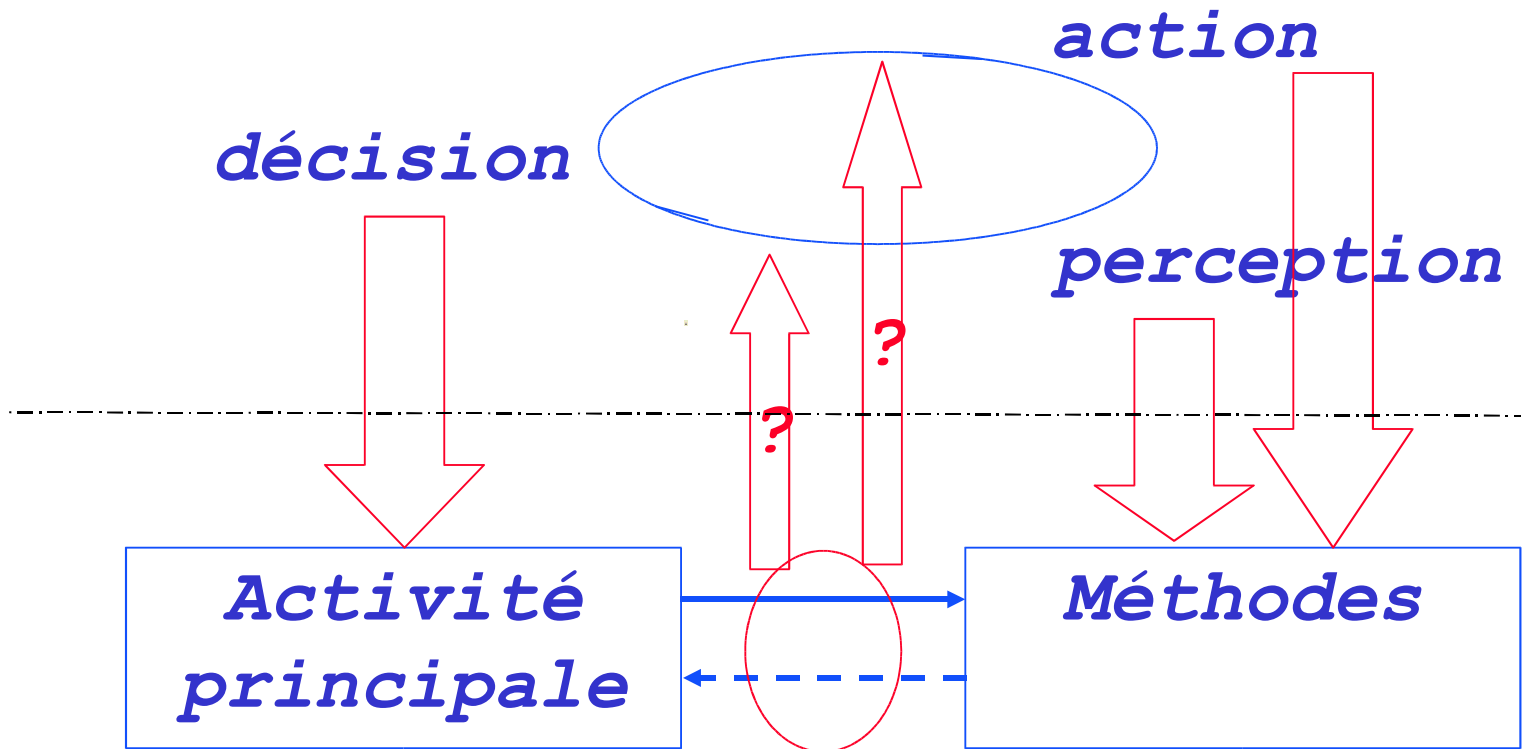 action
décision
perception
?
?
Activité
principale
Méthodes